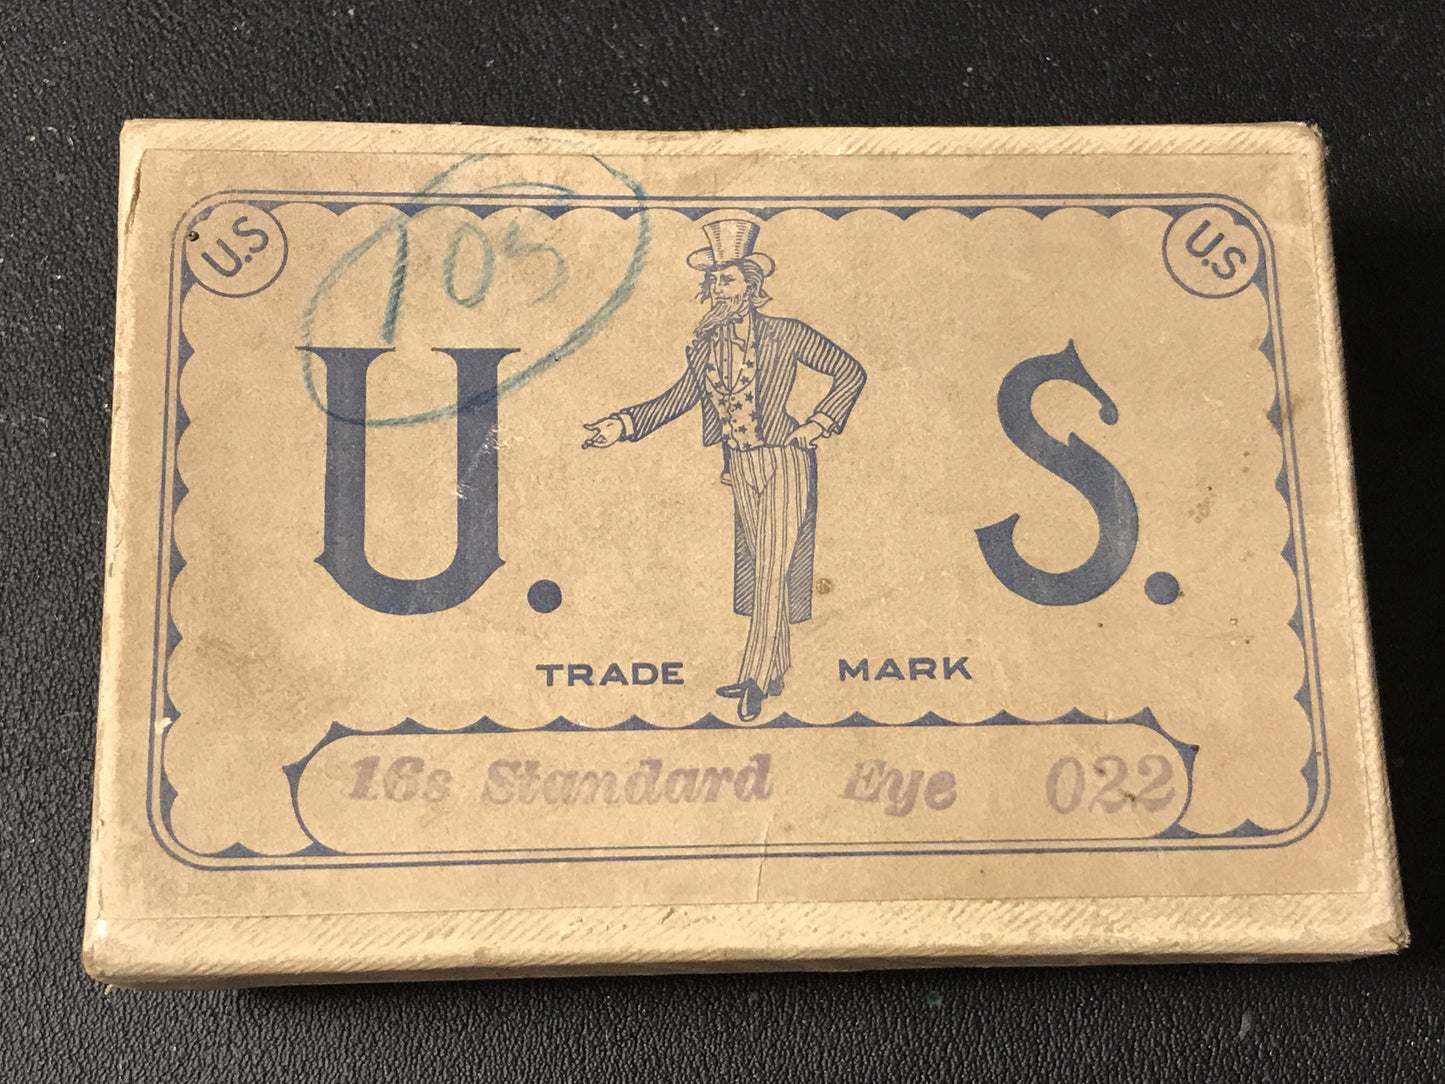 U.S
U.S
105
U. S.
TRADE MARK
16s Standard Eye 022